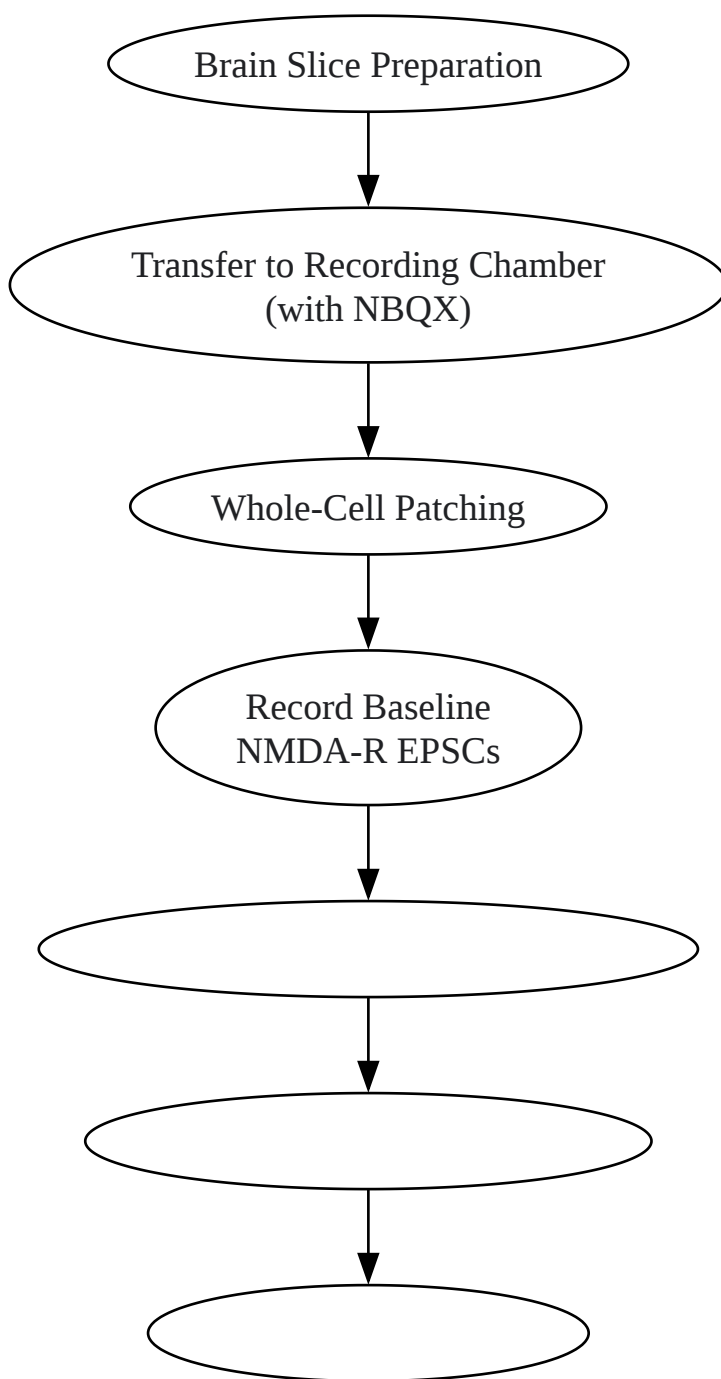 Brain Slice Preparation
Transfer to Recording Chamber
(with NBQX)
Whole-Cell Patching
Record Baseline
NMDA-R EPSCs